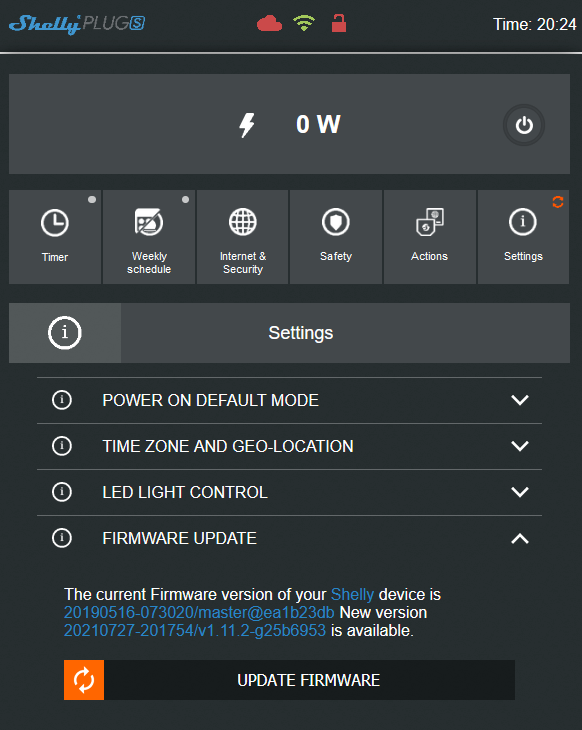 Shelly PLUG S
Time: 20:24
0 W
Timer
Weekly
schedule
Internet &
Security
Safety
Actions
Settings
Settings
POWER ON DEFAULT MODE
TIME ZONE AND GEO-LOCATION
LED LIGHT CONTROL
FIRMWARE UPDATE
The current Firmware version of your Shelly device is
20190516-073020/master@ea1b23db New version
20210727-201754/v1.11.2-g25b6953 is available.
UPDATE FIRMWARE